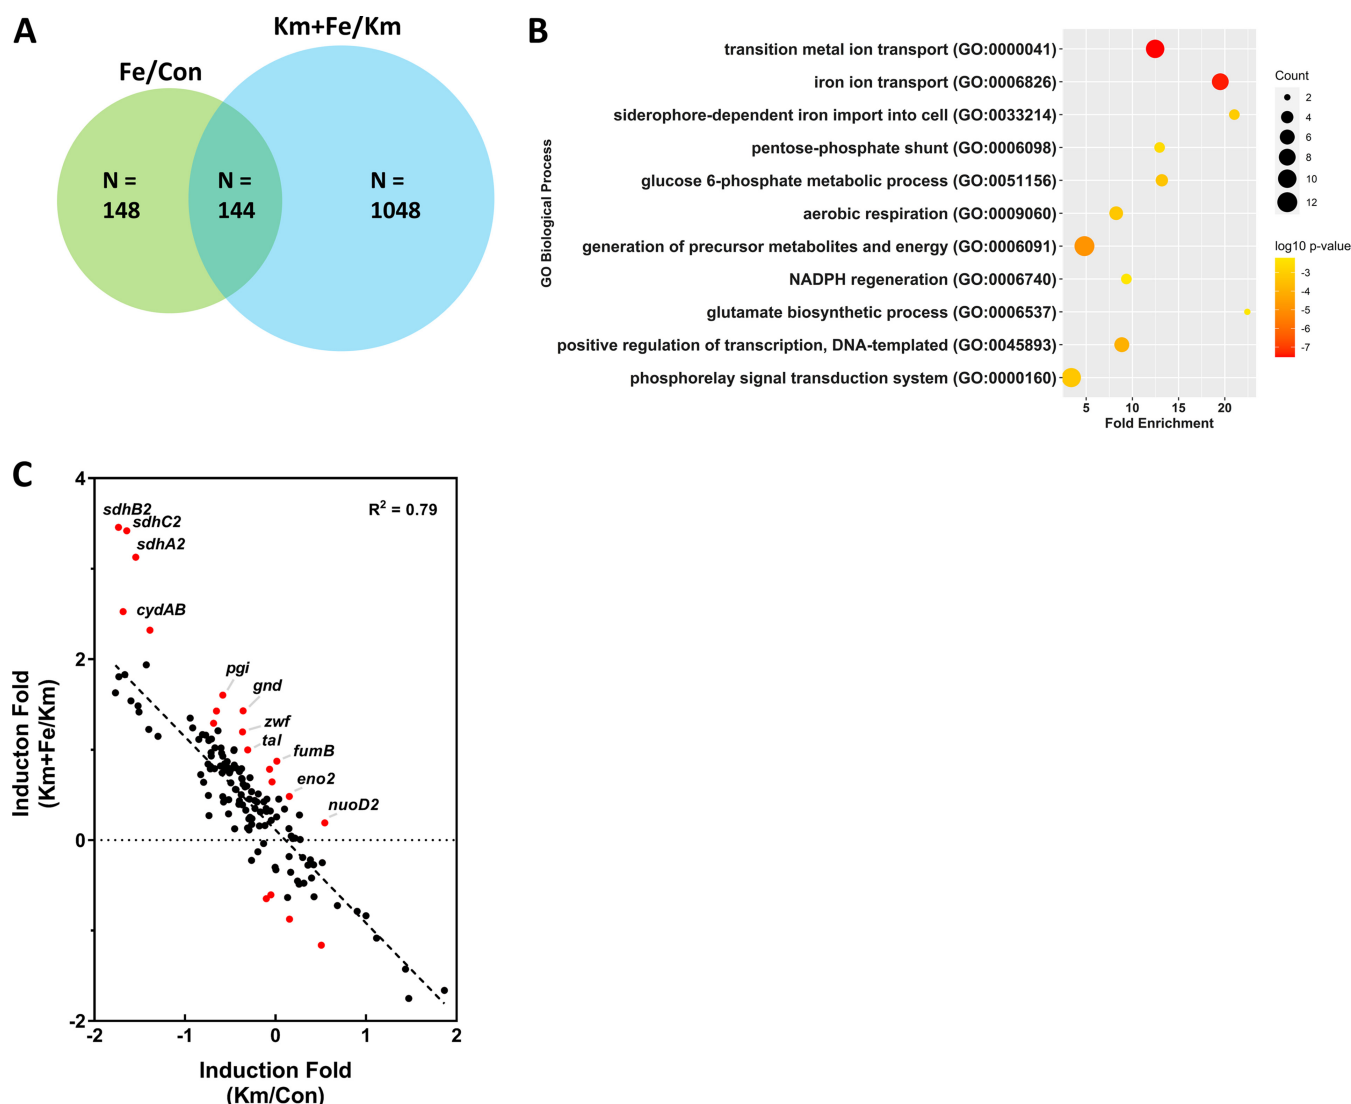 A
Km+Fe/Km
Fe/Con
N =
148
N =
144
N =
1048
B
GO Biological Process
transition metal ion transport (GO:0000041)
iron ion transport (GO:0006826)
siderophore-dependent iron import into cell (GO:0033214)
pentose-phosphate shunt (GO:0006098)
glucose 6-phosphate metabolic process (GO:0051156)
aerobic respiration (GO:0009060)
generation of precursor metabolites and energy (GO:0006091)
NADPH regeneration (GO:0006740)
glutamate biosynthetic process (GO:0006537)
positive regulation of transcription, DNA-templated (GO:0045893)
phosphorelay signal transduction system (GO:0000160)
5 10 15 20
Fold Enrichment
Count
2
4
6
8
10
12
log10 p-value
-3
-4
-5
-6
-7
C
Inducton Fold
(Km+Fe/Km)
4
2
0
-2
R² = 0.79
sdhB2
sdhC2
sdhA2
cydAB
pgi
gnd
zwf
tal
fumB
eno2
nuoD2
-2 -1 0 1 2
Induction Fold
(Km/Con)